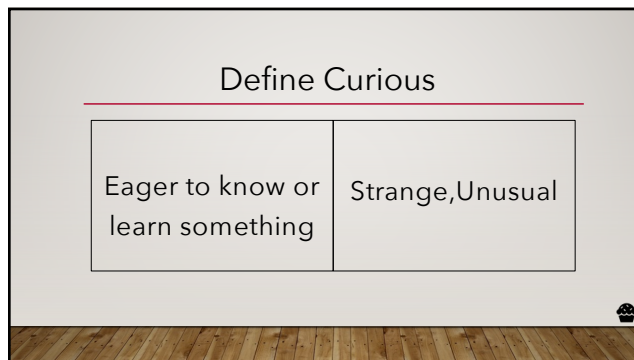 Define Curious
Eager to know or
learn something
Strange,Unusual